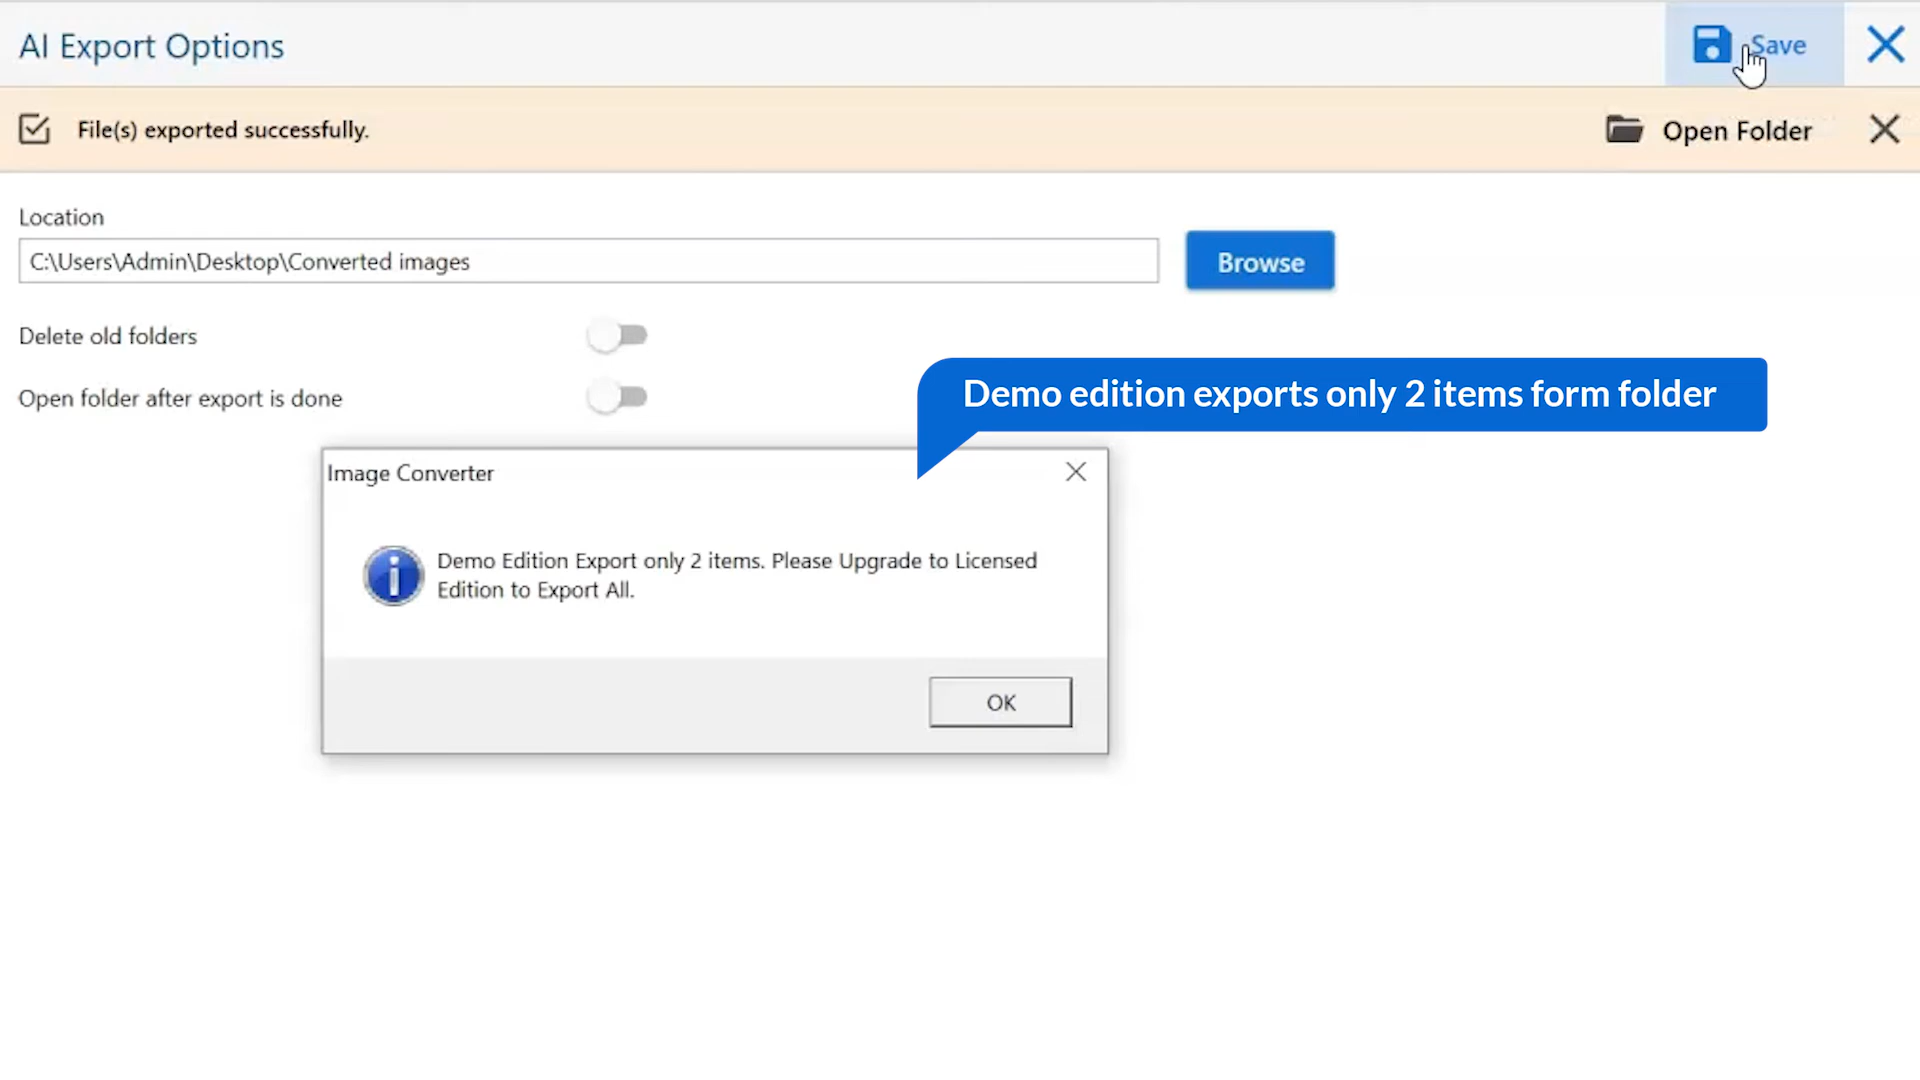 AI Export Options
Save
File(s) exported successfully.
Open Folder
Location
C:\Users\Admin\Desktop\Converted images
Browse
Delete old folders
Open folder after export is done
Demo edition exports only 2 items form folder
Image Converter
Demo Edition Export only 2 items. Please Upgrade to Licensed
Edition to Export All.
OK